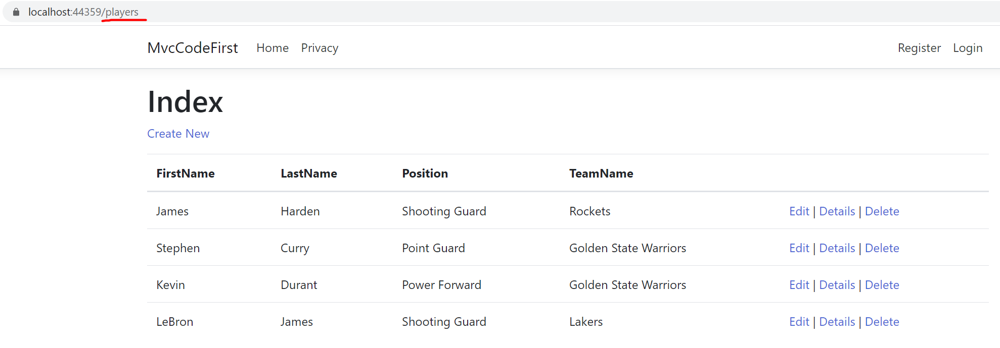 localhost:44359/players
MvcCodeFirst Home Privacy Register Login
Index
Create New
FirstName LastName Position TeamName
James Harden Shooting Guard Rockets Edit | Details | Delete
Stephen Curry Point Guard Golden State Warriors Edit | Details | Delete
Kevin Durant Power Forward Golden State Warriors Edit | Details | Delete
LeBron James Shooting Guard Lakers Edit | Details | Delete